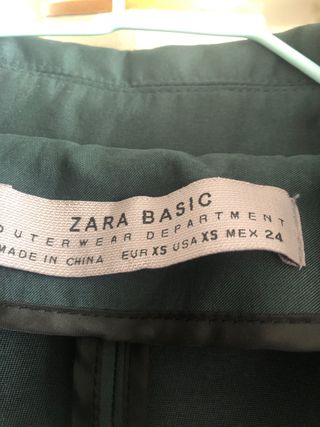 ZARA BASIC
OUTERWEAR DEPARTMENT
MADE IN CHINA EUR XS USA XS MEX 24